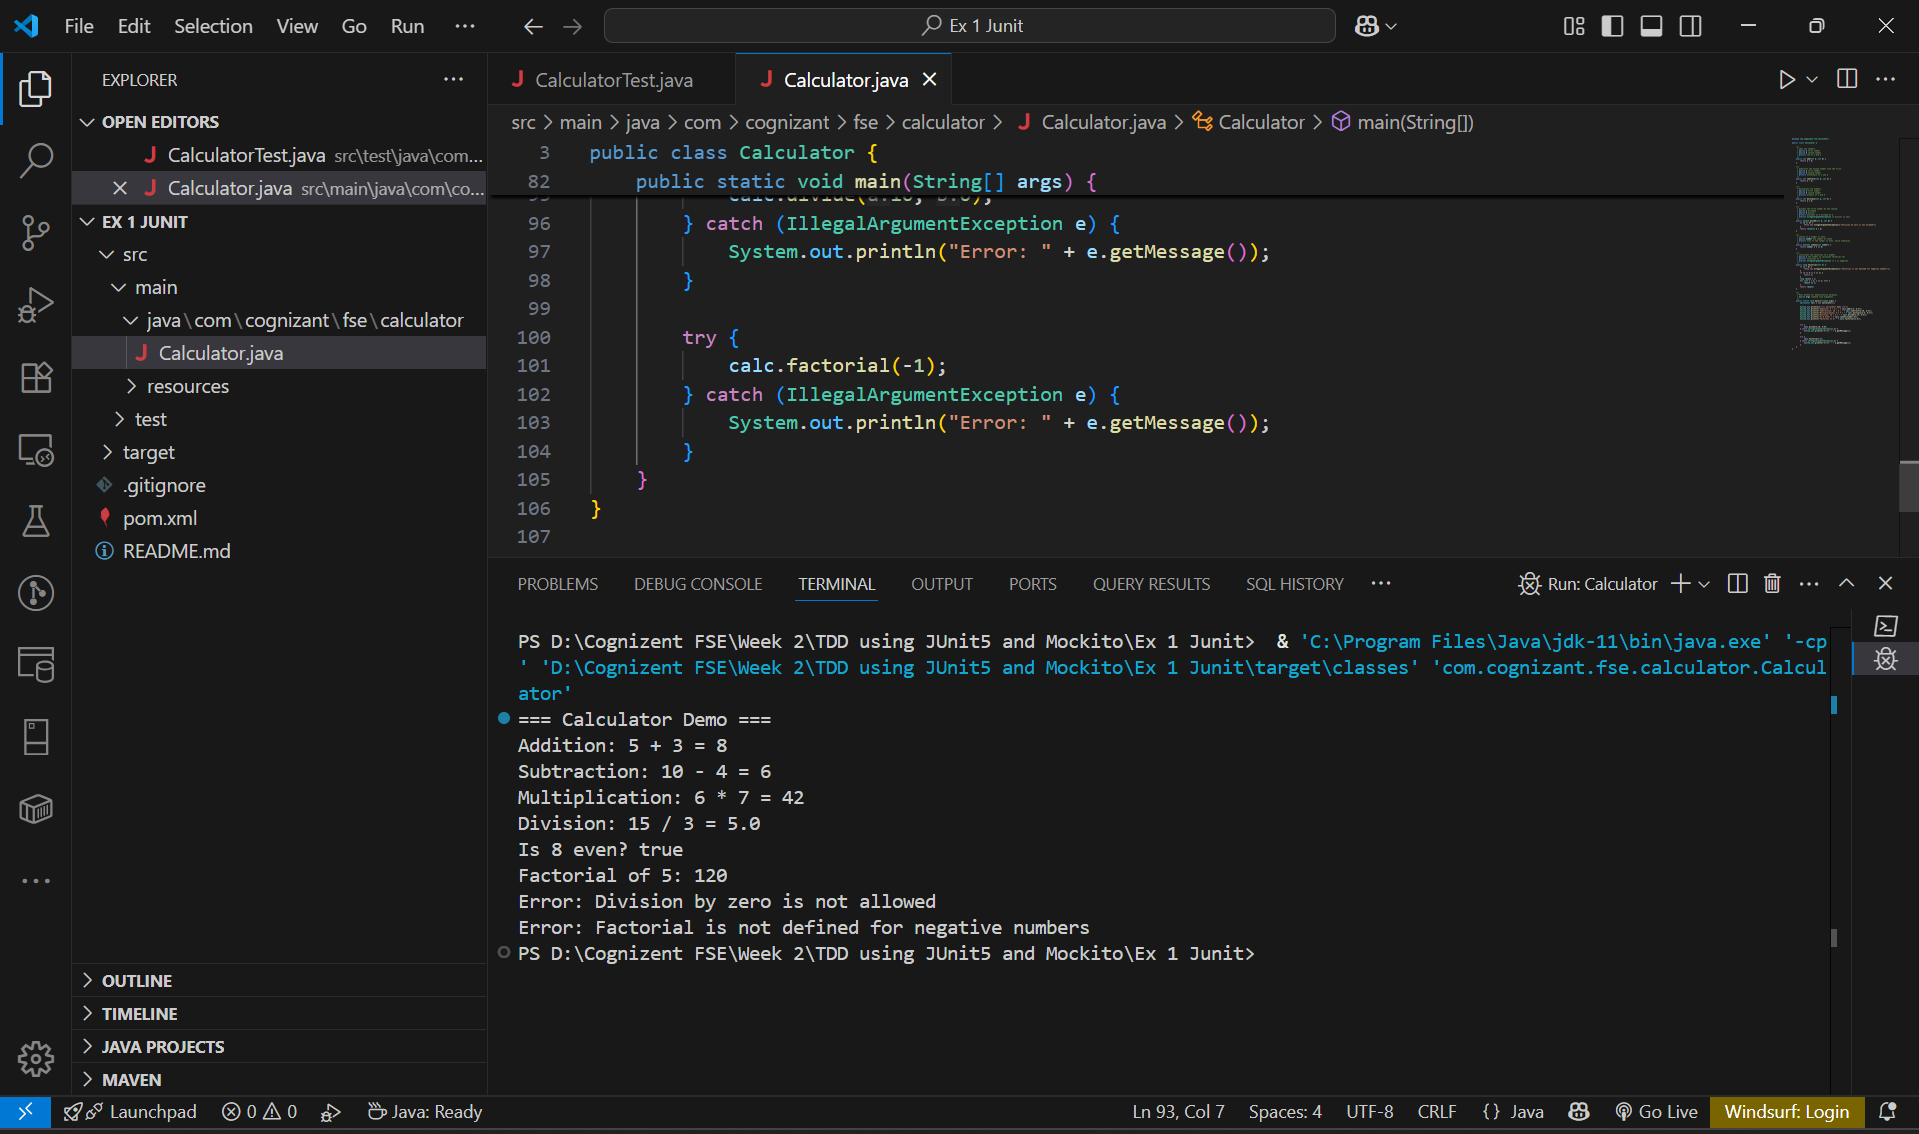 File Edit Selection View Go Run ···
Ex 1 Junit
EXPLORER
OPEN EDITORS
CalculatorTest.java src\test\java\com...
Calculator.java src\main\java\com\co...
EX 1 JUNIT
src
main
java\com\cognizant\fse\calculator
Calculator.java
resources
test
target
.gitignore
pom.xml
README.md
OUTLINE
TIMELINE
JAVA PROJECTS
MAVEN
CalculatorTest.java
Calculator.java
src > main > java > com > cognizant > fse > calculator > Calculator.java > Calculator > main(String[])
3 public class Calculator {
82 public static void main(String[] args) {
95 calc.divide(a:10, b:0);
96 } catch (IllegalArgumentException e) {
97 System.out.println("Error: " + e.getMessage());
98 }
99
100 try {
101 calc.factorial(-1);
102 } catch (IllegalArgumentException e) {
103 System.out.println("Error: " + e.getMessage());
104 }
105 }
106 }
107
PROBLEMS DEBUG CONSOLE TERMINAL OUTPUT PORTS QUERY RESULTS SQL HISTORY ···
Run: Calculator
PS D:\Cognizent FSE\Week 2\TDD using JUnit5 and Mockito\Ex 1 Junit> & 'C:\Program Files\Java\jdk-11\bin\java.exe' '-cp
' 'D:\Cognizent FSE\Week 2\TDD using JUnit5 and Mockito\Ex 1 Junit\target\classes' 'com.cognizant.fse.calculator.Calcul
ator'
=== Calculator Demo ===
Addition: 5 + 3 = 8
Subtraction: 10 - 4 = 6
Multiplication: 6 * 7 = 42
Division: 15 / 3 = 5.0
Is 8 even? true
Factorial of 5: 120
Error: Division by zero is not allowed
Error: Factorial is not defined for negative numbers
PS D:\Cognizent FSE\Week 2\TDD using JUnit5 and Mockito\Ex 1 Junit>
Launchpad 0 0 Java: Ready
Ln 93, Col 7 Spaces: 4 UTF-8 CRLF {} Java Go Live Windsurf: Login